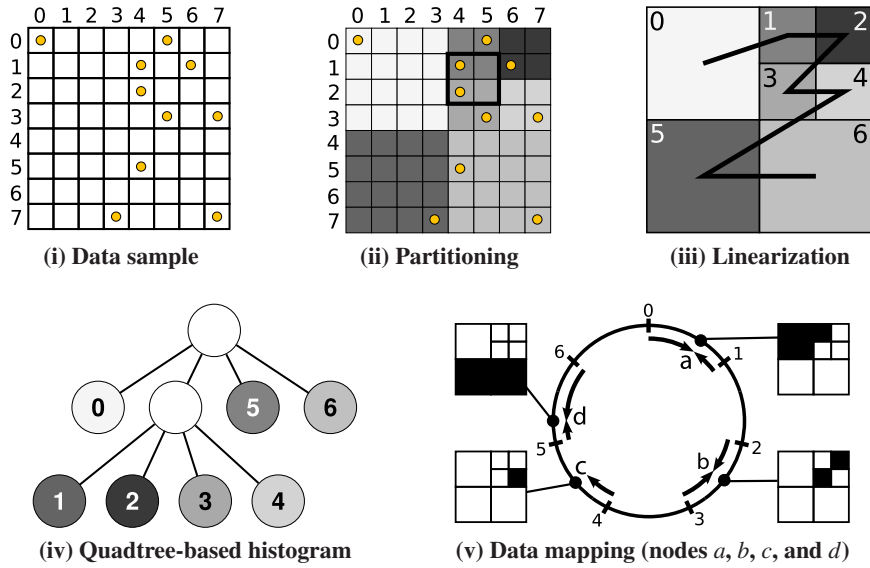 0 1 2 3 4 5 6 7
0
1
2
3
4
5
6
7
(i) Data sample
0 1 2 3 4 5 6 7
0
1
2
3
4
5
6
7
(ii) Partitioning
0 1 2
3 4
5 6
(iii) Linearization
0 5 6
1 2 3 4
(iv) Quadtree-based histogram
0
6 a 1
d
5 c b 2
4 3
(v) Data mapping (nodes a, b, c, and d)